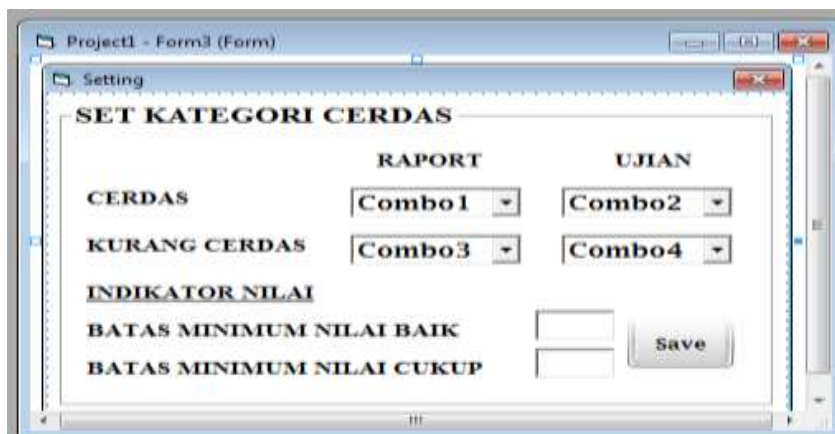 Project1 - Form3 (Form)
Setting
SET KATEGORI CERDAS
RAPORT UJIAN
CERDAS Combo1 Combo2
KURANG CERDAS Combo3 Combo4
INDIKATOR NILAI
BATAS MINIMUM NILAI BAIK
Save
BATAS MINIMUM NILAI CUKUP